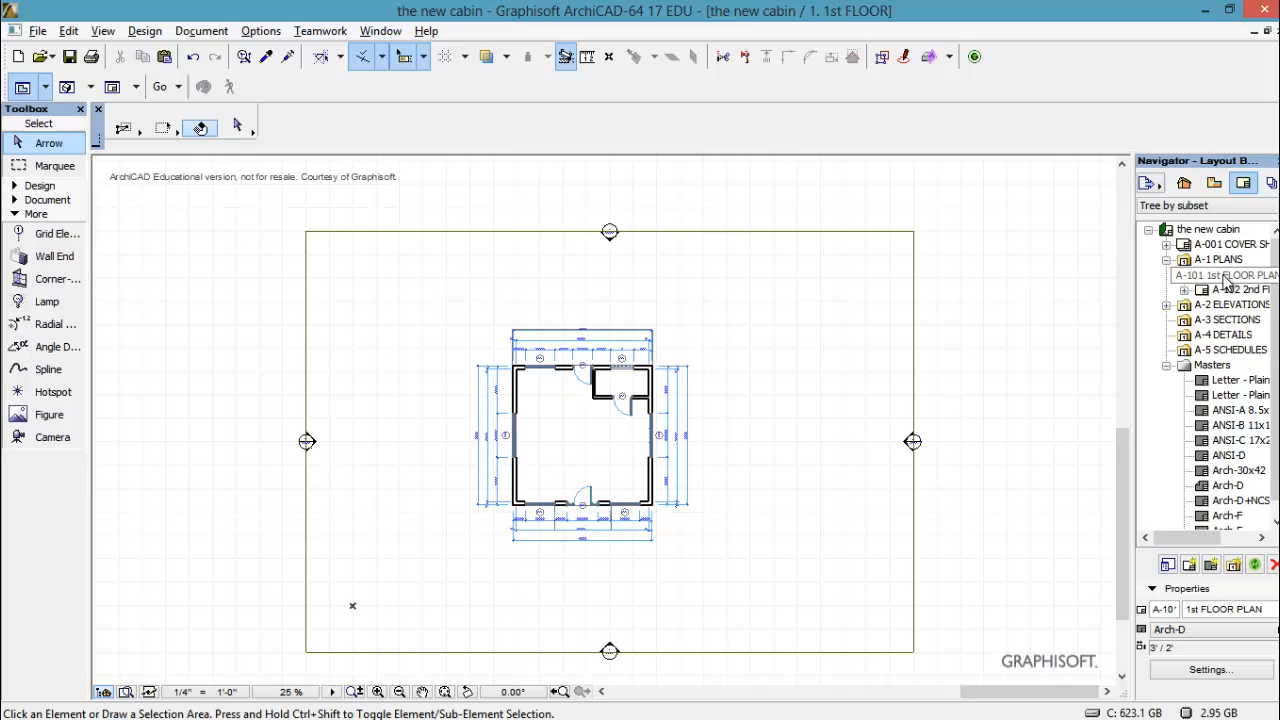 the new cabin - Graphisoft ArchiCAD-64 17 EDU - [the new cabin / 1. 1st FLOOR]
File Edit View Design Document Options Teamwork Window Help
Go
Toolbox
Select
Arrow
Marquee
Design
Document
More
Grid Ele...
Wall End
Corner-...
Lamp
Radial ...
Angle D...
Spline
Hotspot
Figure
Camera
ArchiCAD Educational version, not for resale. Courtesy of Graphisoft.
GRAPHISOFT.
Navigator - Layout B...
Tree by subset
the new cabin
A-001 COVER SH
A-1 PLANS
A-101 1st FLOOR PLAN
2nd Fl
A-2 ELEVATIONS
A-3 SECTIONS
A-4 DETAILS
A-5 SCHEDULES
Masters
Letter - Plain
Letter - Plain
ANSI-A 8.5x
ANSI-B 11x1
ANSI-C 17x2
ANSI-D
Arch-30x42
Arch-D
Arch-D+NCS
Arch-F
Properties
A-10 1st FLOOR PLAN
Arch-D
3' / 2'
Settings...
1/4" = 1'-0" 25 % 0.00°
Click an Element or Draw a Selection Area. Press and Hold Ctrl+Shift to Toggle Element/Sub-Element Selection.
C: 623.1 GB 2.95 GB